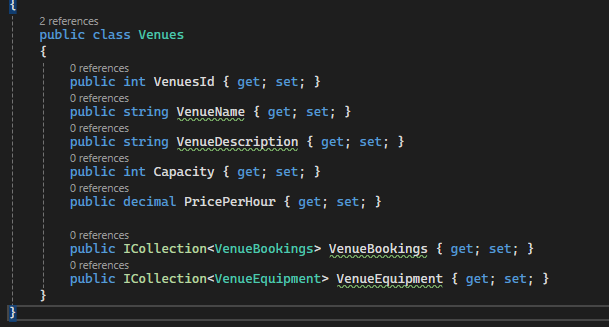 {
2 references
public class Venues
{
0 references
public int VenuesId { get; set; }
0 references
public string VenueName { get; set; }
0 references
public string VenueDescription { get; set; }
0 references
public int Capacity { get; set; }
0 references
public decimal PricePerHour { get; set; }
0 references
public ICollection<VenueBookings> VenueBookings { get; set; }
0 references
public ICollection<VenueEquipment> VenueEquipment { get; set; }
}
}